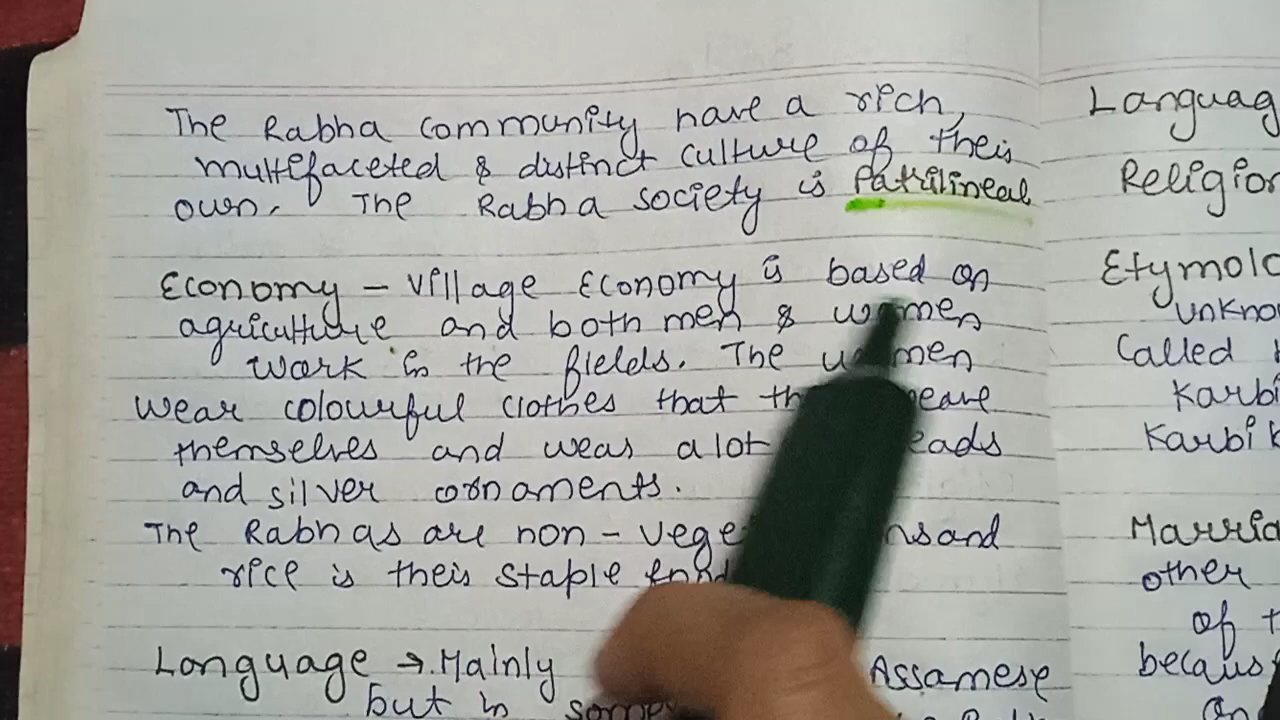 The Rabha community have a rich,
multifaceted & distinct culture of their
own. The Rabha society is Patrilineal
Economy - Village Economy is based on
agriculture and both men & women
work in the fields. The women
wear colourful clothes that
themselves and wear a lot
and silver ornaments.
The Rabhas are non-
rice is their staple food
Language → Mainly Assamese
but in some
Languag
Religion
Etymolo
unkno
Called
Karbi
Karbi
Marria
other
of t
becaus
an